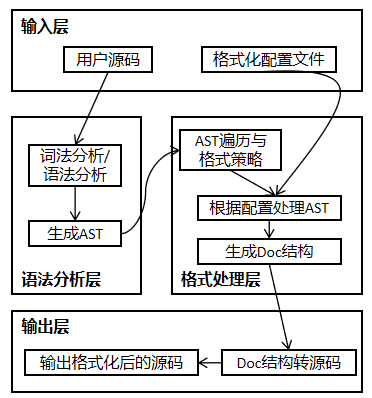 输入层
用户源码
格式化配置文件
词法分析/
语法分析
生成AST
语法分析层
AST遍历与
格式策略
根据配置处理AST
生成Doc结构
格式处理层
输出层
输出格式化后的源码
Doc结构转源码